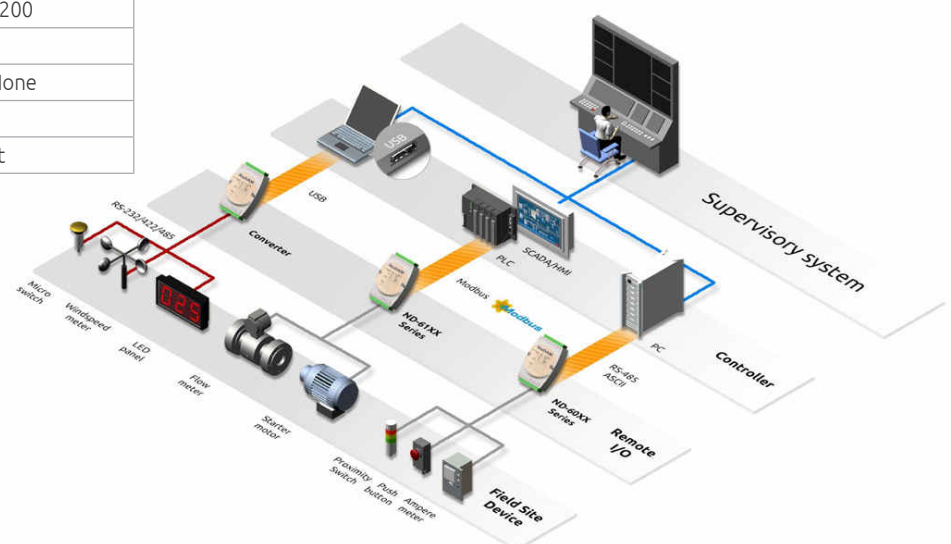 200
None
t
USB
RS-232/422/485
USB
Converter
Micro
switch
Windspeed
meter
025
LED
panel
Flow
meter
Starter
motor
ND-61XX
Series
Modbus
Modbus
PLC
SCADA/HMI
Supervisory system
PC
Controller
RS-485
ASCII
ND-60XX
Series
Remote
I/O
Proximity
Switch
Push
button
Ampere
meter
Field Site
Device